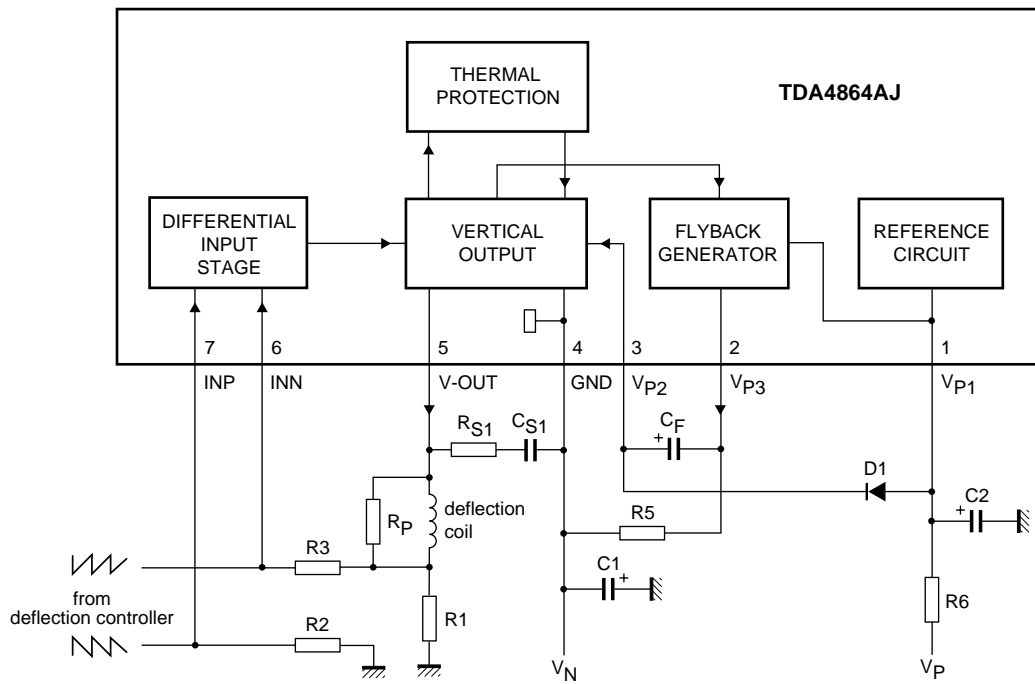 THERMAL
PROTECTION
TDA4864AJ
DIFFERENTIAL
INPUT
STAGE
VERTICAL
OUTPUT
FLYBACK
GENERATOR
REFERENCE
CIRCUIT
7 6 5 4 3 2 1
INP INN V-OUT GND VP2 VP3 VP1
RS1 CS1 CF
+
D1
C2
+
RP
deflection
coil
R5
R3
C1
+
R6
from
deflection controller
R2
R1
VN
VP